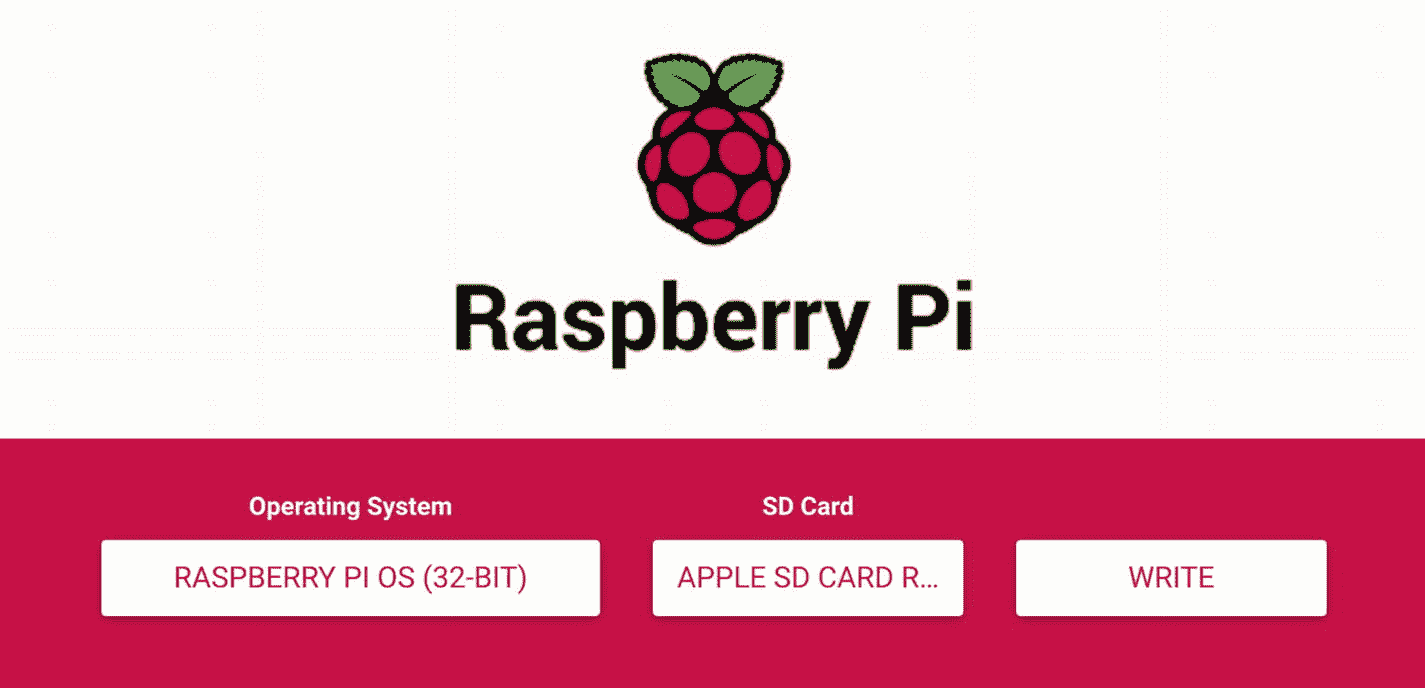 Raspberry Pi
Operating System
SD Card
RASPBERRY PI OS (32-BIT)
APPLE SD CARD R...
WRITE